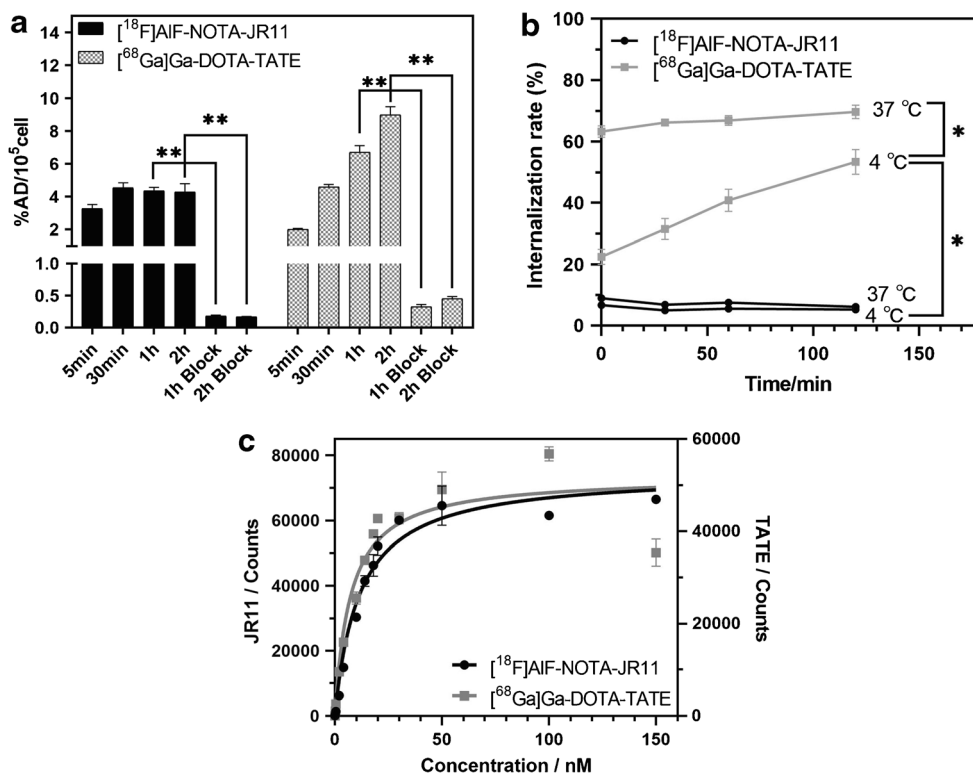 a
[18F]AlF-NOTA-JR11
[68Ga]Ga-DOTA-TATE
%AD/10^5cell
14
12
10
8
6
4
2
1.0
0.5
0.0
** ** ** **
5min 30min 1h 2h 1h Block 2h Block 5min 30min 1h 2h 1h Block 2h Block
b
[18F]AlF-NOTA-JR11
[68Ga]Ga-DOTA-TATE
Internalization rate (%)
100
80
60
40
20
0
37 °C
4 °C
37 °C
4 °C
*
*
0 50 100 150
Time/min
c
JR11 / Counts
80000
60000
40000
20000
0
TATE / Counts
60000
40000
20000
0
[18F]AlF-NOTA-JR11
[68Ga]Ga-DOTA-TATE
0 50 100 150
Concentration / nM